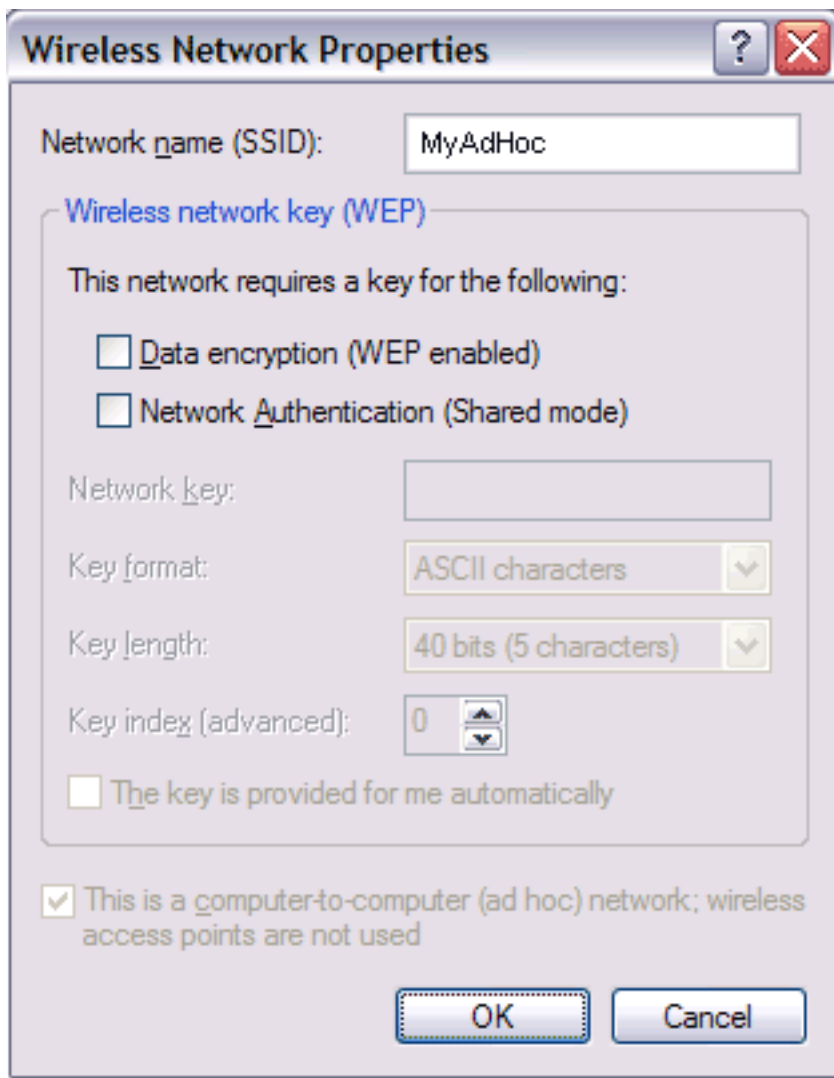 Wireless Network Properties
Network name (SSID): MyAdHoc
Wireless network key (WEP)
This network requires a key for the following:
Data encryption (WEP enabled)
Network Authentication (Shared mode)
Network key:
Key format: ASCII characters
Key length: 40 bits (5 characters)
Key index (advanced): 0
The key is provided for me automatically
This is a computer-to-computer (ad hoc) network; wireless
access points are not used
OK Cancel